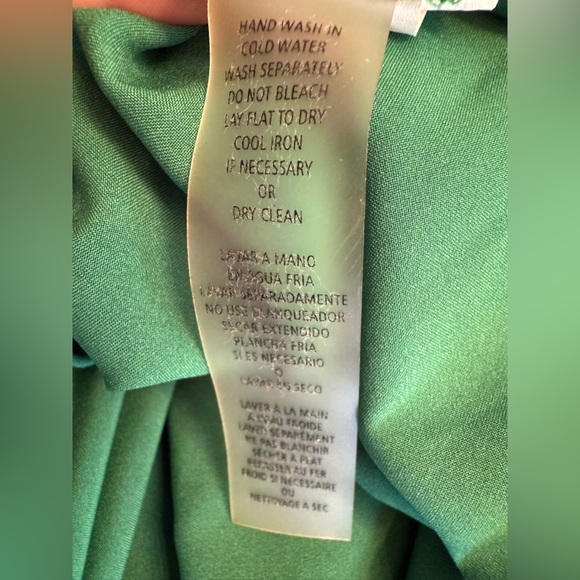 HAND WASH IN
COLD WATER
WASH SEPARATELY
DO NOT BLEACH
LAY FLAT TO DRY
COOL IRON
IF NECESSARY
OR
DRY CLEAN
LAVAR A MANO
EN AGUA FRIA
LAVAR SEPARADAMENTE
NO USE BLANQUEADOR
SECAR EXTENDIDO
PLANCHA FRIA
SI ES NECESARIO
O
LAVAR EN SECO
LAVER À LA MAIN
À L'EAU FROIDE
LAVER SÉPARÉMENT
NE PAS BLANCHIR
SÉCHER À PLAT
REPASSER AU FER
FROID SI NÉCESSAIRE
OU
NETTOYAGE A SEC